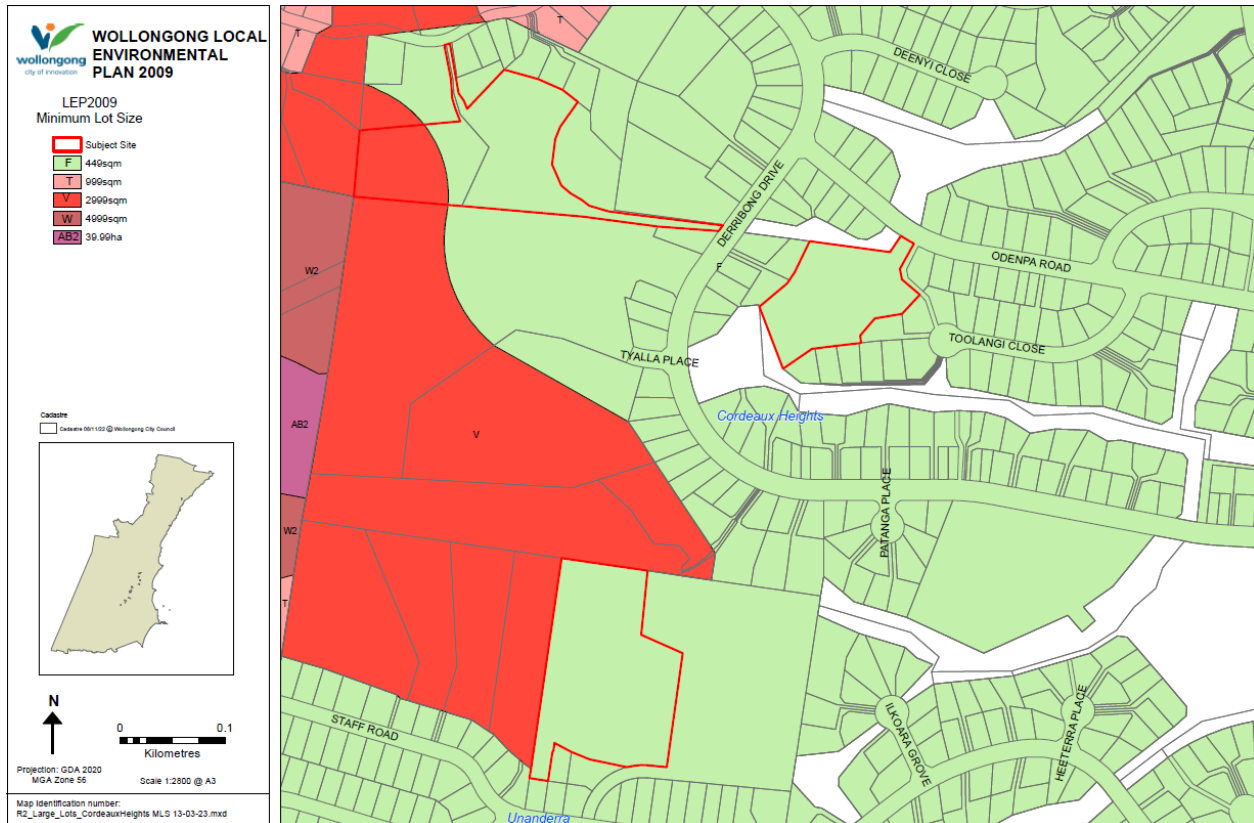 wollongong
city of innovation
WOLLONGONG LOCAL
ENVIRONMENTAL
PLAN 2009
LEP2009
Minimum Lot Size
Subject Site
F 449sqm
T 999sqm
V 2999sqm
W 4999sqm
AB2 39.99ha
Cadastre
Cadastre 08/11/22 @ Wollongong City Council
N
0 0.1
Kilometres
Projection: GDA 2020
MGA Zone 56
Scale 1:2800 @ A3
Map Identification number:
R2_Large_Lots_CordeauxHeights MLS 13-03-23.mxd
T
T
DEENYI CLOSE
DERRIBONG DRIVE
ODENPA ROAD
W2
F
TOOLANGI CLOSE
TYALLA PLACE
AB2
Cordeaux Heights
V
PATANGA PLACE
W2
T
STAFF ROAD
ILKOARA GROVE
HEETERRA PLACE
Unanderra